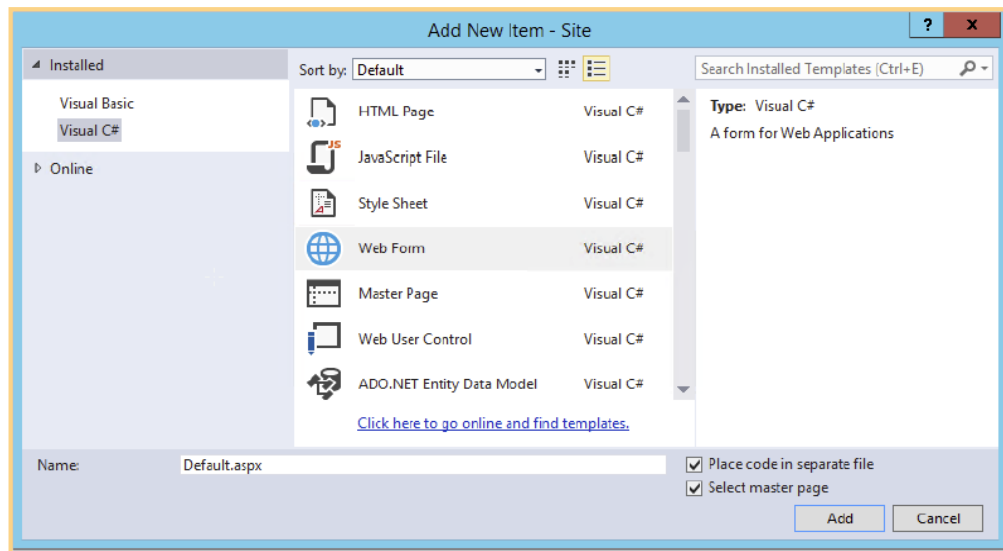 Add New Item - Site
? x
Installed
Visual Basic
Visual C#
Online
Sort by: Default
Search Installed Templates (Ctrl+E)
HTML Page Visual C#
JS
JavaScript File Visual C#
Style Sheet Visual C#
Web Form Visual C#
Master Page Visual C#
Web User Control Visual C#
ADO.NET Entity Data Model Visual C#
Click here to go online and find templates.
Type: Visual C#
A form for Web Applications
Name: Default.aspx
Place code in separate file
Select master page
Add Cancel